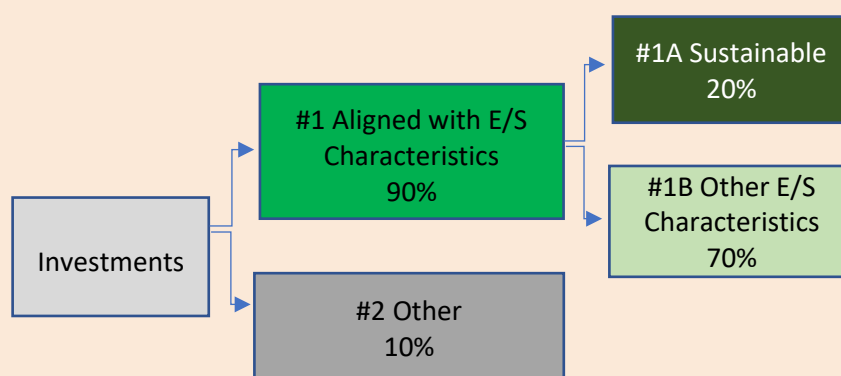 Investments
#1 Aligned with E/S
Characteristics
90%
#2 Other
10%
#1A Sustainable
20%
#1B Other E/S
Characteristics
70%